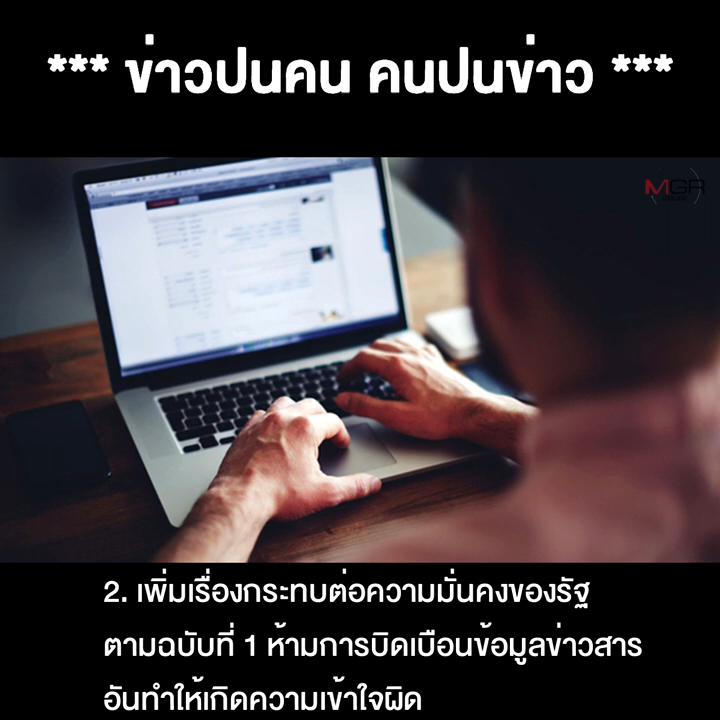 *** ข่าวปนคน คนปนข่าว ***
MGR
ONLINE
2. เพิ่มเรื่องกระทบต่อความมั่นคงของรัฐ
ตามฉบับที่ 1 ห้ามการบิดเบือนข้อมูลข่าวสาร
อันทำให้เกิดความเข้าใจผิด